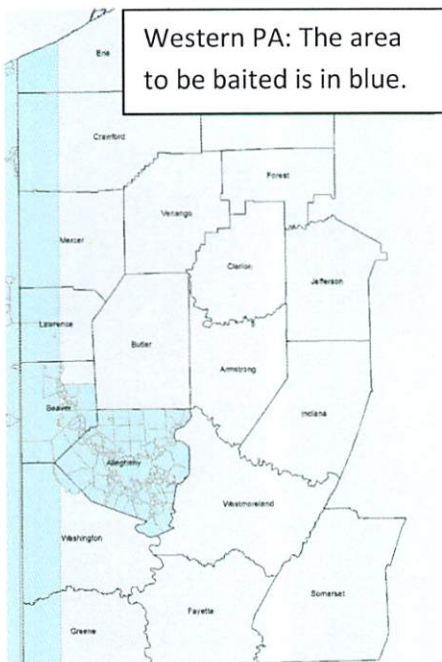 Western PA: The area
to be baited is in blue.
Erie
Crawford
Forest
Venango
Mercer
Clarion
Jefferson
Lawrence
Butler
Armstrong
Beaver
Indiana
Allegheny
Westmoreland
Washington
Somerset
Fayette
Greene